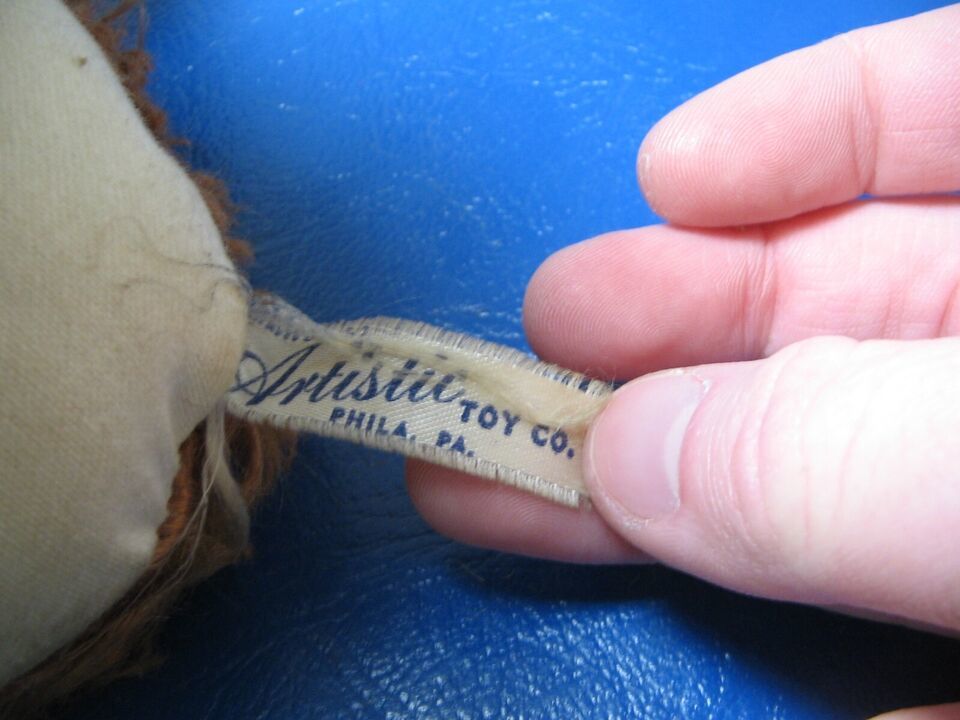 Artistic
TOY CO.
PHILA. PA.